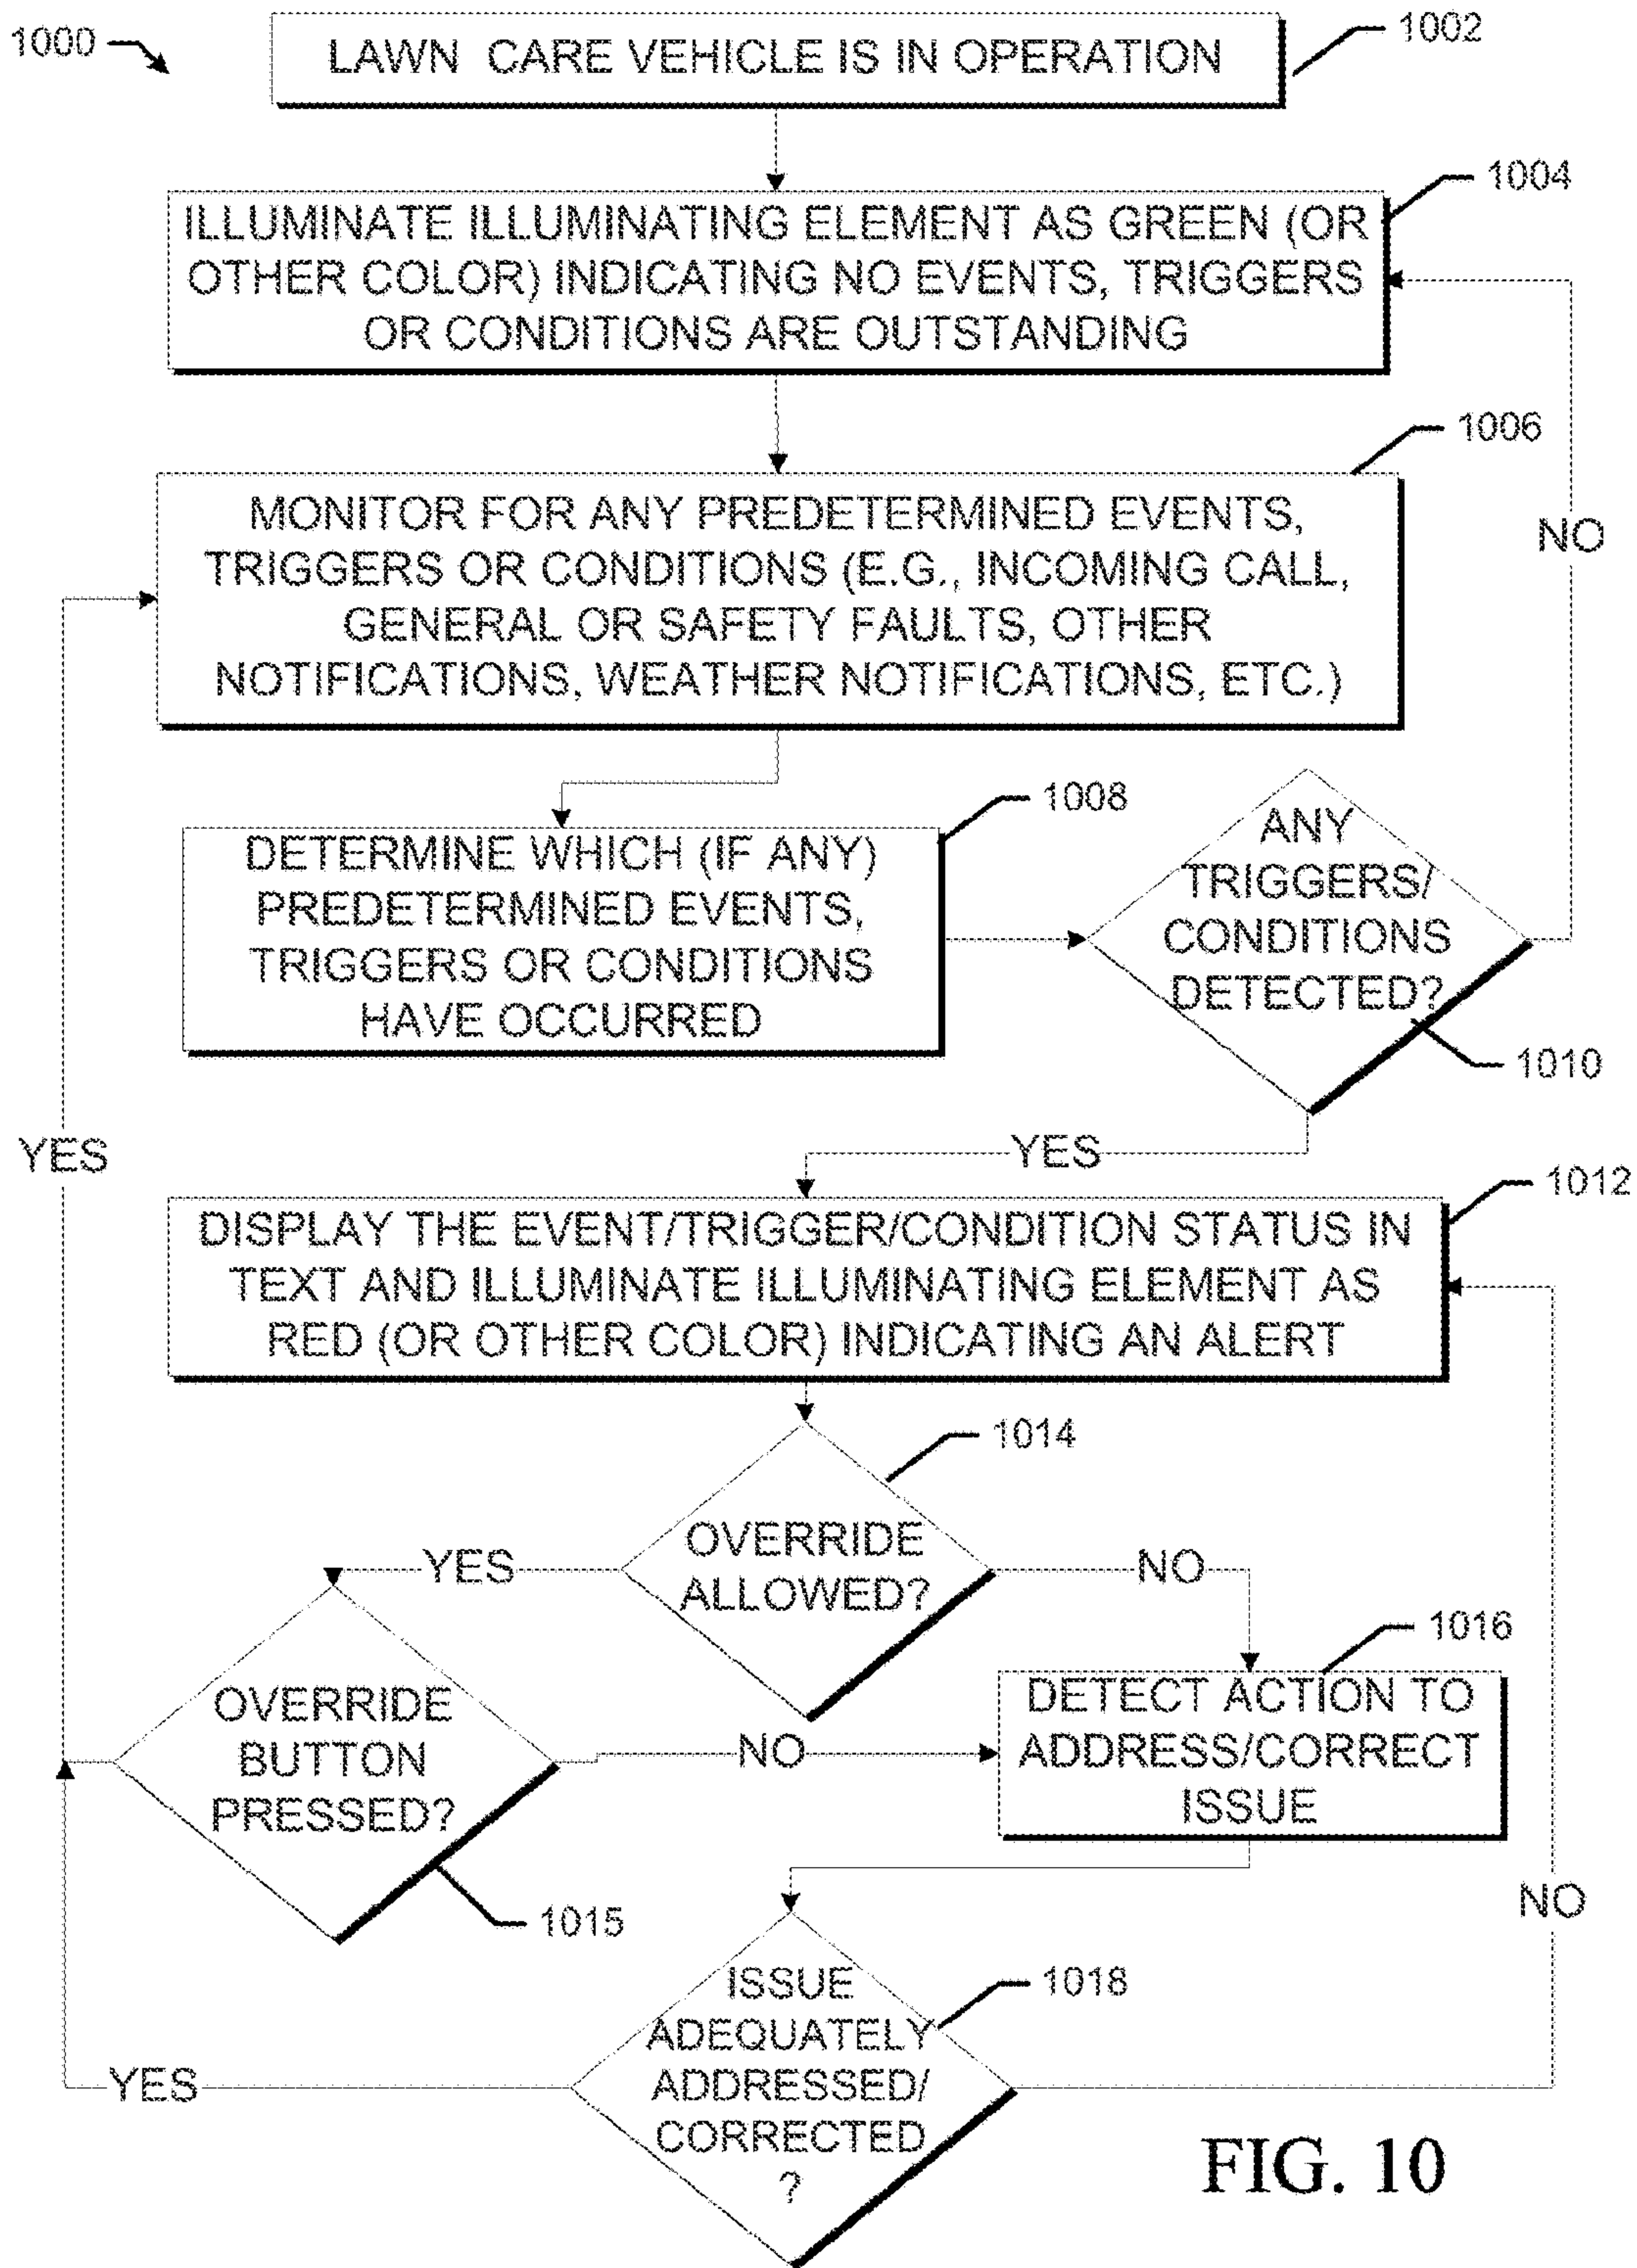 1000
LAWN CARE VEHICLE IS IN OPERATION
1002
1004
ILLUMINATE ILLUMINATING ELEMENT AS GREEN (OR
OTHER COLOR) INDICATING NO EVENTS, TRIGGERS
OR CONDITIONS ARE OUTSTANDING
1006
MONITOR FOR ANY PREDETERMINED EVENTS,
TRIGGERS OR CONDITIONS (E.G., INCOMING CALL,
GENERAL OR SAFETY FAULTS, OTHER
NOTIFICATIONS, WEATHER NOTIFICATIONS, ETC.)
NO
1008
DETERMINE WHICH (IF ANY)
PREDETERMINED EVENTS,
TRIGGERS OR CONDITIONS
HAVE OCCURRED
ANY
TRIGGERS/
CONDITIONS
DETECTED?
1010
YES
YES
1012
DISPLAY THE EVENT/TRIGGER/CONDITION STATUS IN
TEXT AND ILLUMINATE ILLUMINATING ELEMENT AS
RED (OR OTHER COLOR) INDICATING AN ALERT
1014
OVERRIDE
ALLOWED?
YES
NO
1016
DETECT ACTION TO
ADDRESS/CORRECT
ISSUE
OVERRIDE
BUTTON
PRESSED?
NO
1015
NO
1018
ISSUE
ADEQUATELY
ADDRESSED/
CORRECTED
?
YES
FIG. 10